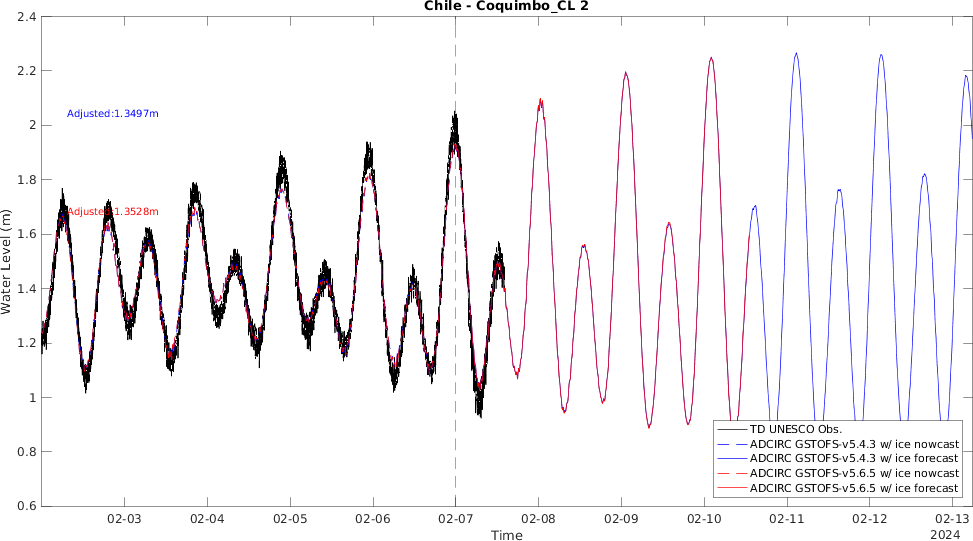 Chile - Coquimbo_CL 2
2.4
2.2
2
1.8
1.6
1.4
1.2
1
0.8
0.6
Water Level (m)
Adjusted:1.3497m
Adjusted:1.3528m
TD UNESCO Obs.
ADCIRC GSTOFS-v5.4.3 w/ ice nowcast
ADCIRC GSTOFS-v5.4.3 w/ ice forecast
ADCIRC GSTOFS-v5.6.5 w/ ice nowcast
ADCIRC GSTOFS-v5.6.5 w/ ice forecast
02-03 02-04 02-05 02-06 02-07 02-08 02-09 02-10 02-11 02-12 02-13
Time
2024